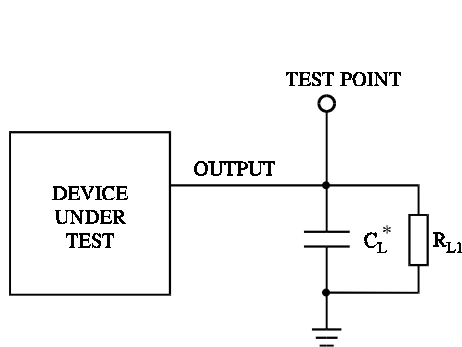 TEST POINT
OUTPUT
DEVICE
UNDER
TEST
CL*
RL1